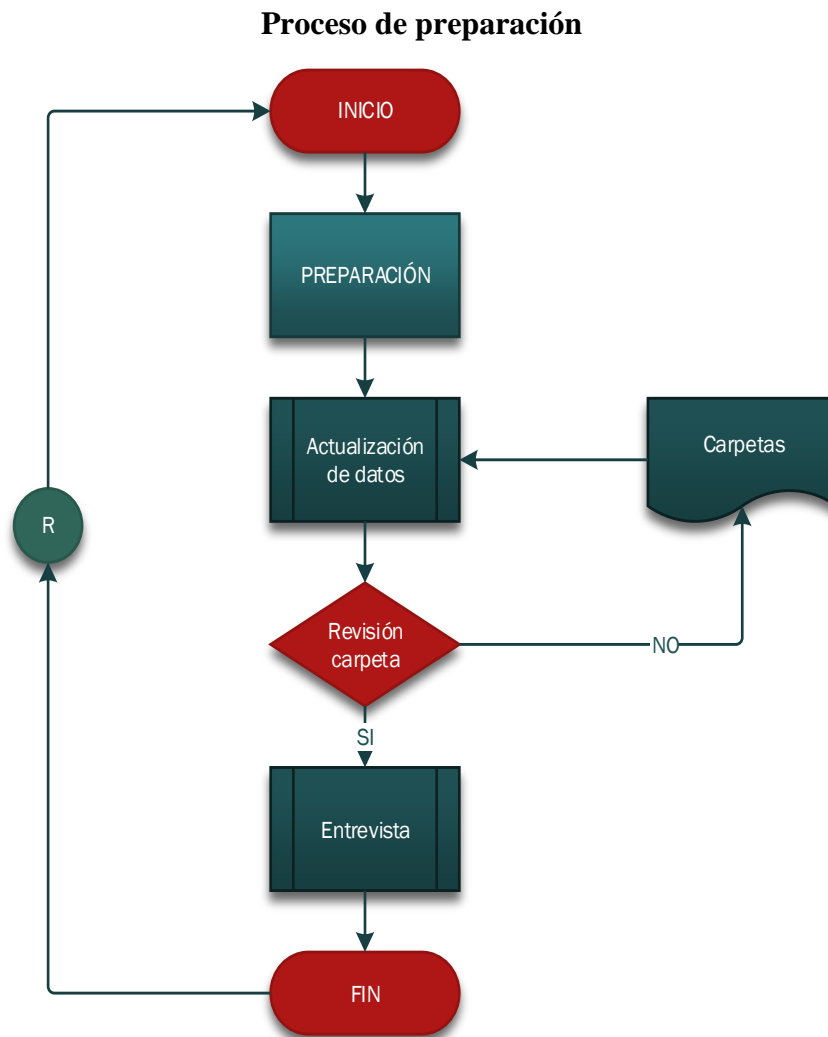 Proceso de preparación
INICIO
PREPARACIÓN
Actualización
de datos
Carpetas
R
Revisión
carpeta
NO
SI
Entrevista
FIN